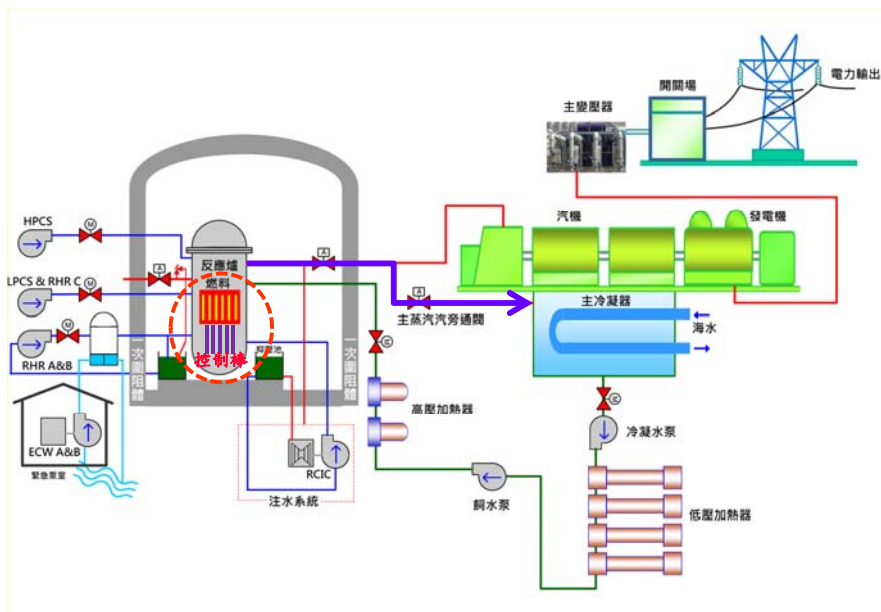 電力輸出
開關場
主變壓器
HPCS
M
汽機
發電機
A
反應爐
燃料
A
LPCS & RHR C
M
A
主蒸汽汽旁通閥
主冷凝器
海水
M
RHR A&B
控制棒
一次圍阻體
一次圍阻體
高壓加熱器
冷凝水泵
ECW A&B
緊急泵室
RCIC
注水系統
飼水泵
低壓加熱器